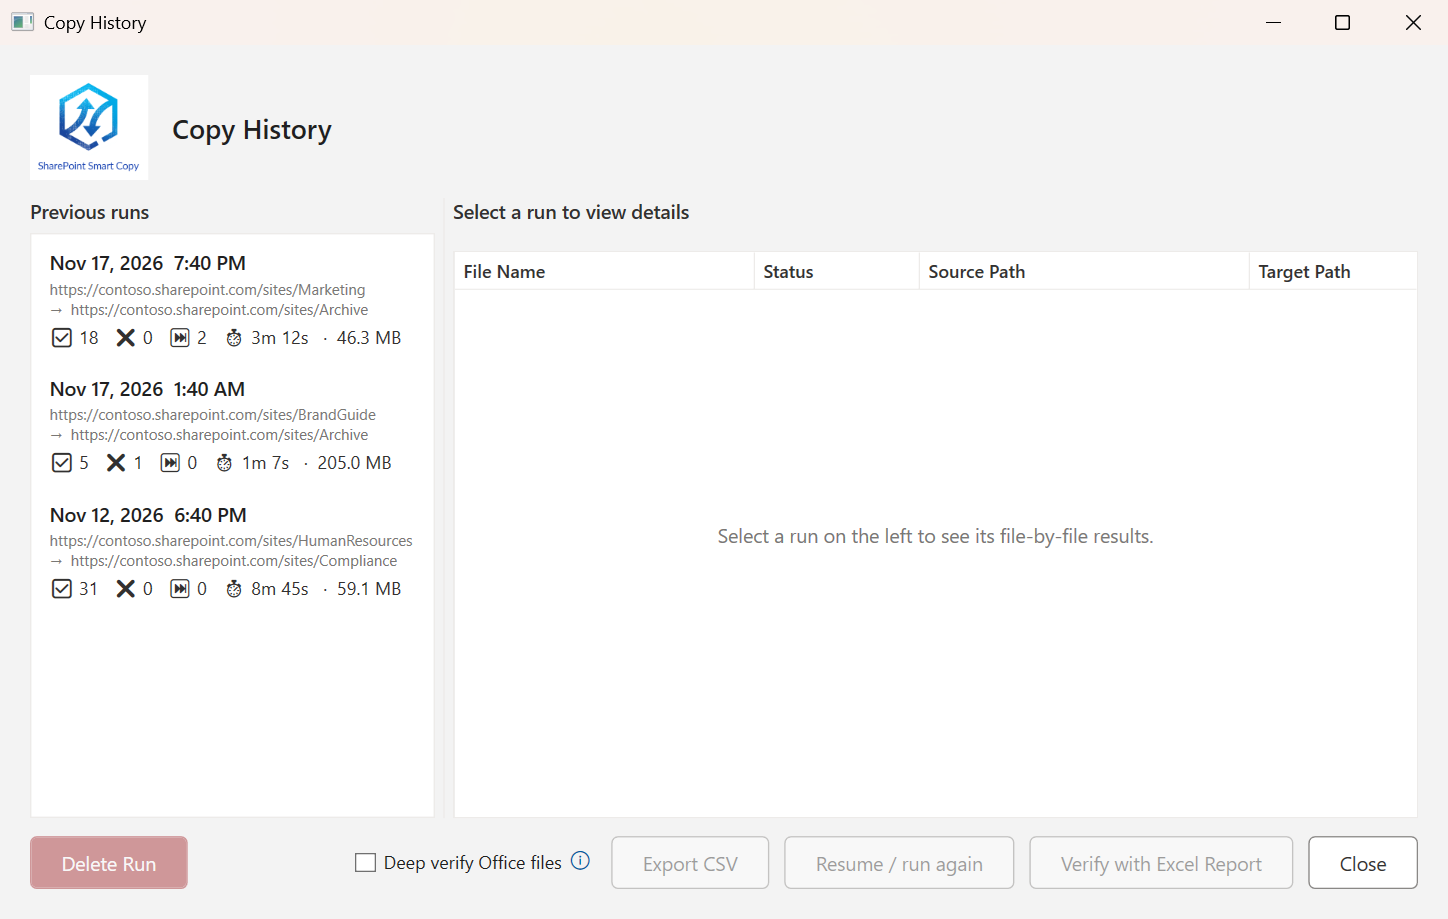 Copy History
SharePoint Smart Copy
Copy History
Previous runs
Nov 17, 2026 7:40 PM
https://contoso.sharepoint.com/sites/Marketing
→ https://contoso.sharepoint.com/sites/Archive
18 0 2 3m 12s · 46.3 MB
Nov 17, 2026 1:40 AM
https://contoso.sharepoint.com/sites/BrandGuide
→ https://contoso.sharepoint.com/sites/Archive
5 1 0 1m 7s · 205.0 MB
Nov 12, 2026 6:40 PM
https://contoso.sharepoint.com/sites/HumanResources
→ https://contoso.sharepoint.com/sites/Compliance
31 0 0 8m 45s · 59.1 MB
Select a run to view details
File Name Status Source Path Target Path
Select a run on the left to see its file-by-file results.
Delete Run Deep verify Office files Export CSV Resume / run again Verify with Excel Report Close